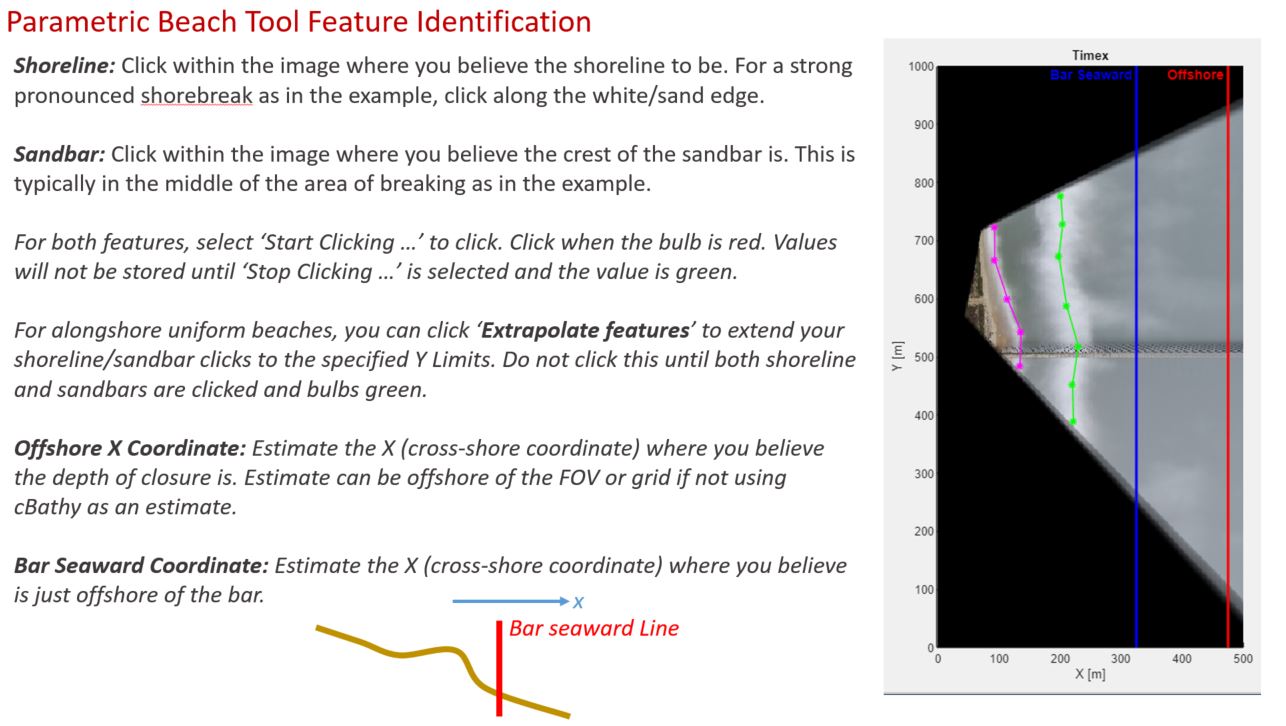 Parametric Beach Tool Feature Identification
Shoreline: Click within the image where you believe the shoreline to be. For a strong
pronounced shorebreak as in the example, click along the white/sand edge.
Sandbar: Click within the image where you believe the crest of the sandbar is. This is
typically in the middle of the area of breaking as in the example.
For both features, select ‘Start Clicking …’ to click. Click when the bulb is red. Values
will not be stored until ‘Stop Clicking …’ is selected and the value is green.
For alongshore uniform beaches, you can click ‘Extrapolate features’ to extend your
shoreline/sandbar clicks to the specified Y Limits. Do not click this until both shoreline
and sandbars are clicked and bulbs green.
Offshore X Coordinate: Estimate the X (cross-shore coordinate) where you believe
the depth of closure is. Estimate can be offshore of the FOV or grid if not using
cBathy as an estimate.
Bar Seaward Coordinate: Estimate the X (cross-shore coordinate) where you believe
is just offshore of the bar.
x
Bar seaward Line
Timex
Bar Seaward
Offshore
1000
900
800
700
600
500
400
300
200
100
0
Y [m]
0 100 200 300 400 500
X [m]